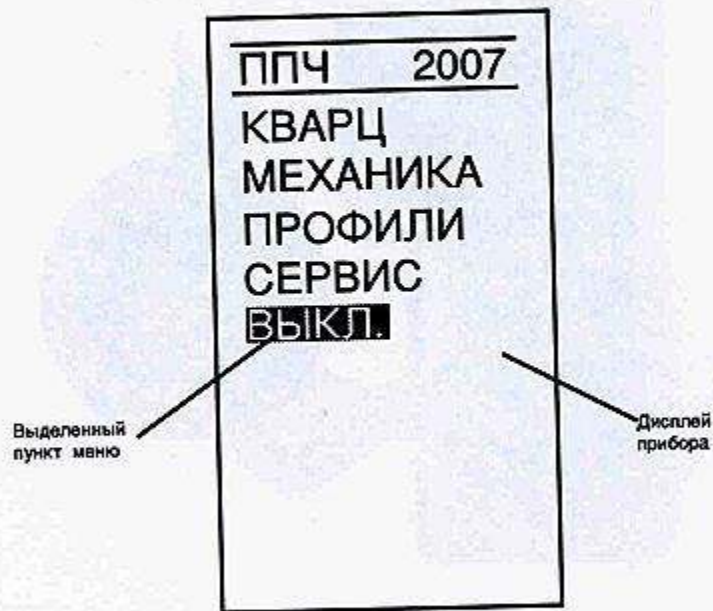 ППЧ 2007
КВАРЦ
МЕХАНИКА
ПРОФИЛИ
СЕРВИС
ВЫКЛ.
Выделенный
пункт меню
Дисплей
прибора